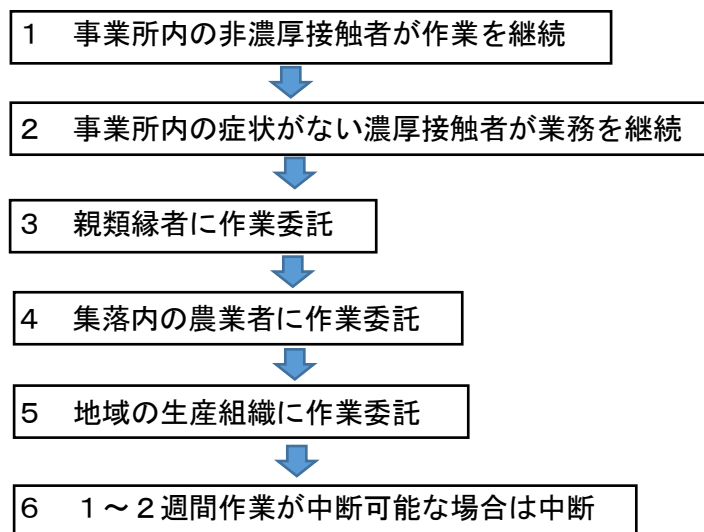 １　事業所内の非濃厚接触者が作業を継続
２　事業所内の症状がない濃厚接触者が業務を継続
３　親類縁者に作業委託
４　集落内の農業者に作業委託
５　地域の生産組織に作業委託
６　１～２週間作業が中断可能な場合は中断